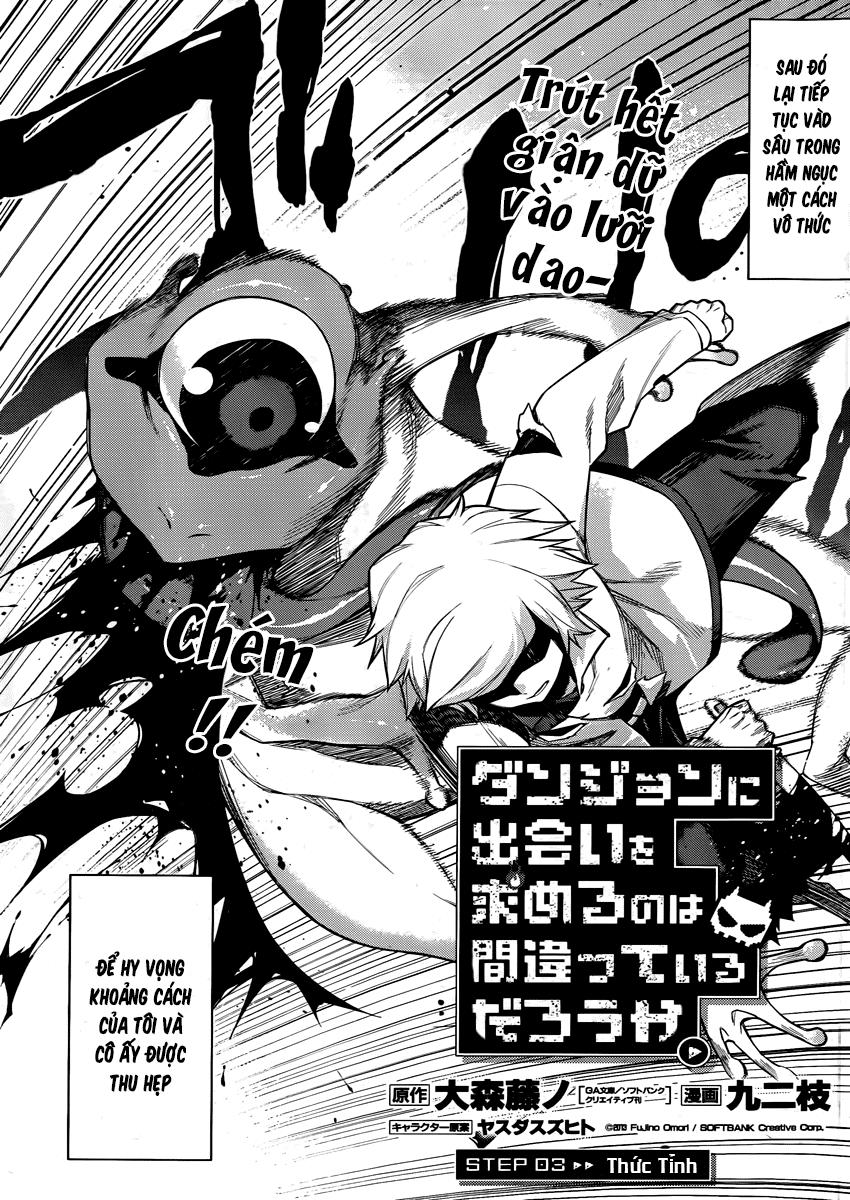 SAU ĐÓ
LẠI TIẾP
TỤC VÀO
SÂU TRONG
HẦM NGỤC
MỘT CÁCH
VÔ THỨC
Trút hết
giận dữ
vào lưỡi
dao-
Chém
!!
ĐỂ HY VỌNG
KHOẢNG CÁCH
CỦA TÔI VÀ
CÔ ẤY ĐƯỢC
THU HẸP
ダンジョンに
出会いを
求めるのは
間違っている
だろうか
原作 大森藤ノ [GA文庫/ソフトバンク クリエイティブ刊] 漫画 九二枝
キャラクター原案 ヤスダスズヒト ©2013 Fujino Omori / SOFTBANK Creative Corp.
STEP 03 ▸▸ Thức Tỉnh